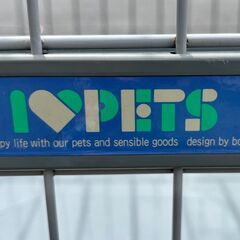 I ♥ PETS
py life with our pets and sensible goods design by bo